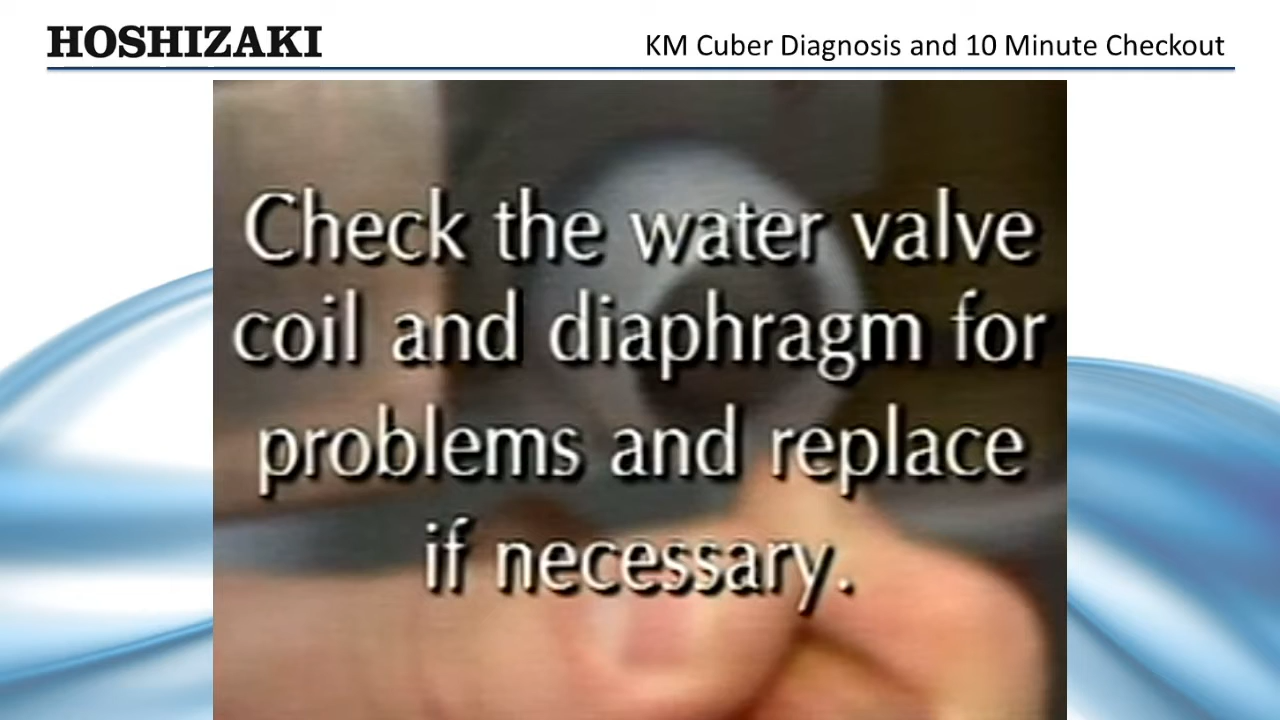 HOSHIZAKI
KM Cuber Diagnosis and 10 Minute Checkout
Check the water valve
coil and diaphragm for
problems and replace
if necessary.